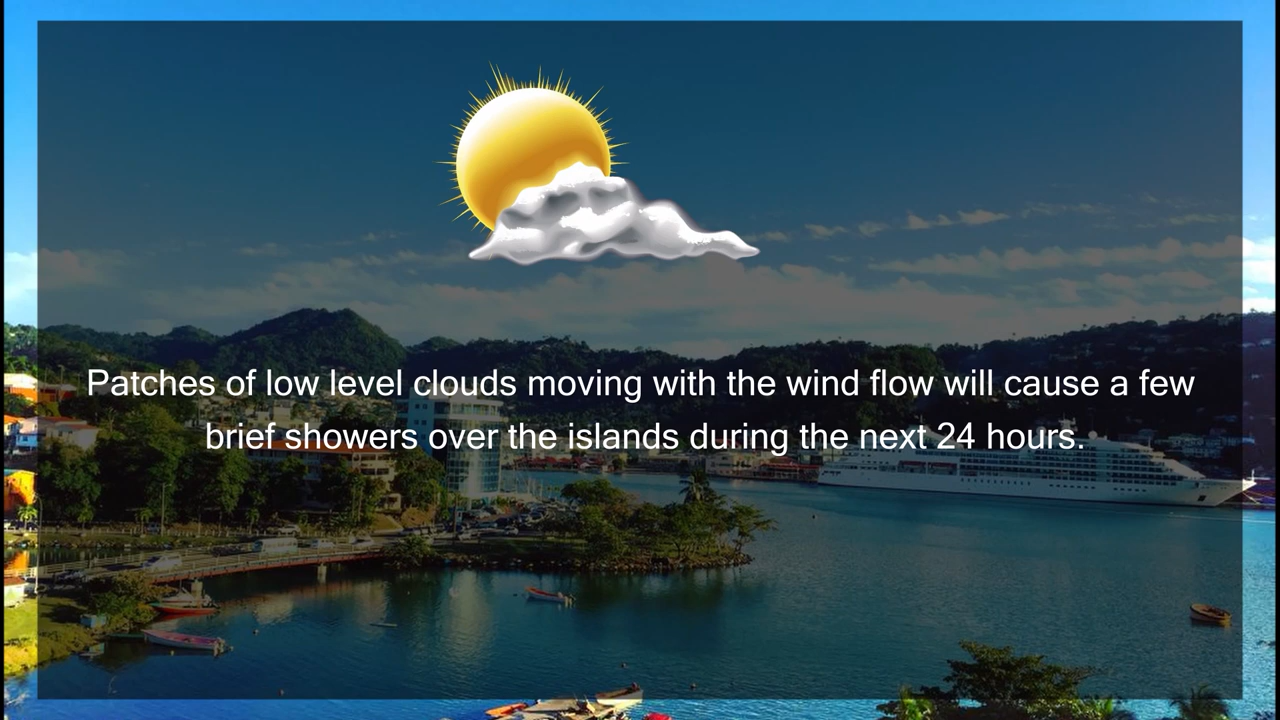 Patches of low level clouds moving with the wind flow will cause a few
brief showers over the islands during the next 24 hours.